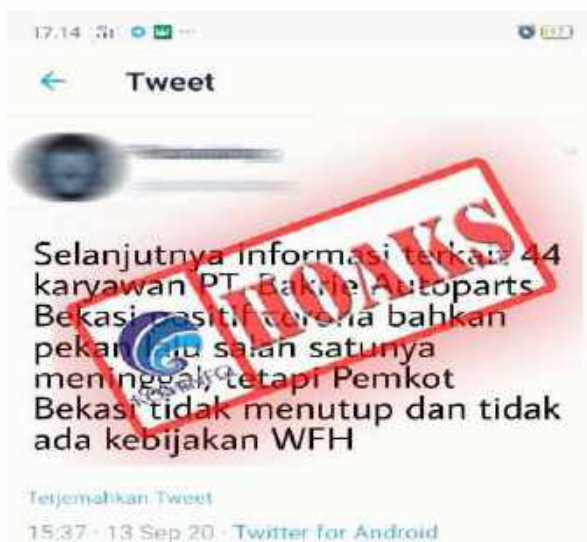 17.14
Tweet
Selanjutnya informasi terkait 44
karyawan PT. Bakrie Autoparts
Bekasi positif corona bahkan
pekan lalu salah satunya
meninggal, tetapi Pemkot
Bekasi tidak menutup dan tidak
ada kebijakan WFH
HOAKS
KOMINFO
Terjemahkan Tweet
15:37 · 13 Sep 20 · Twitter for Android